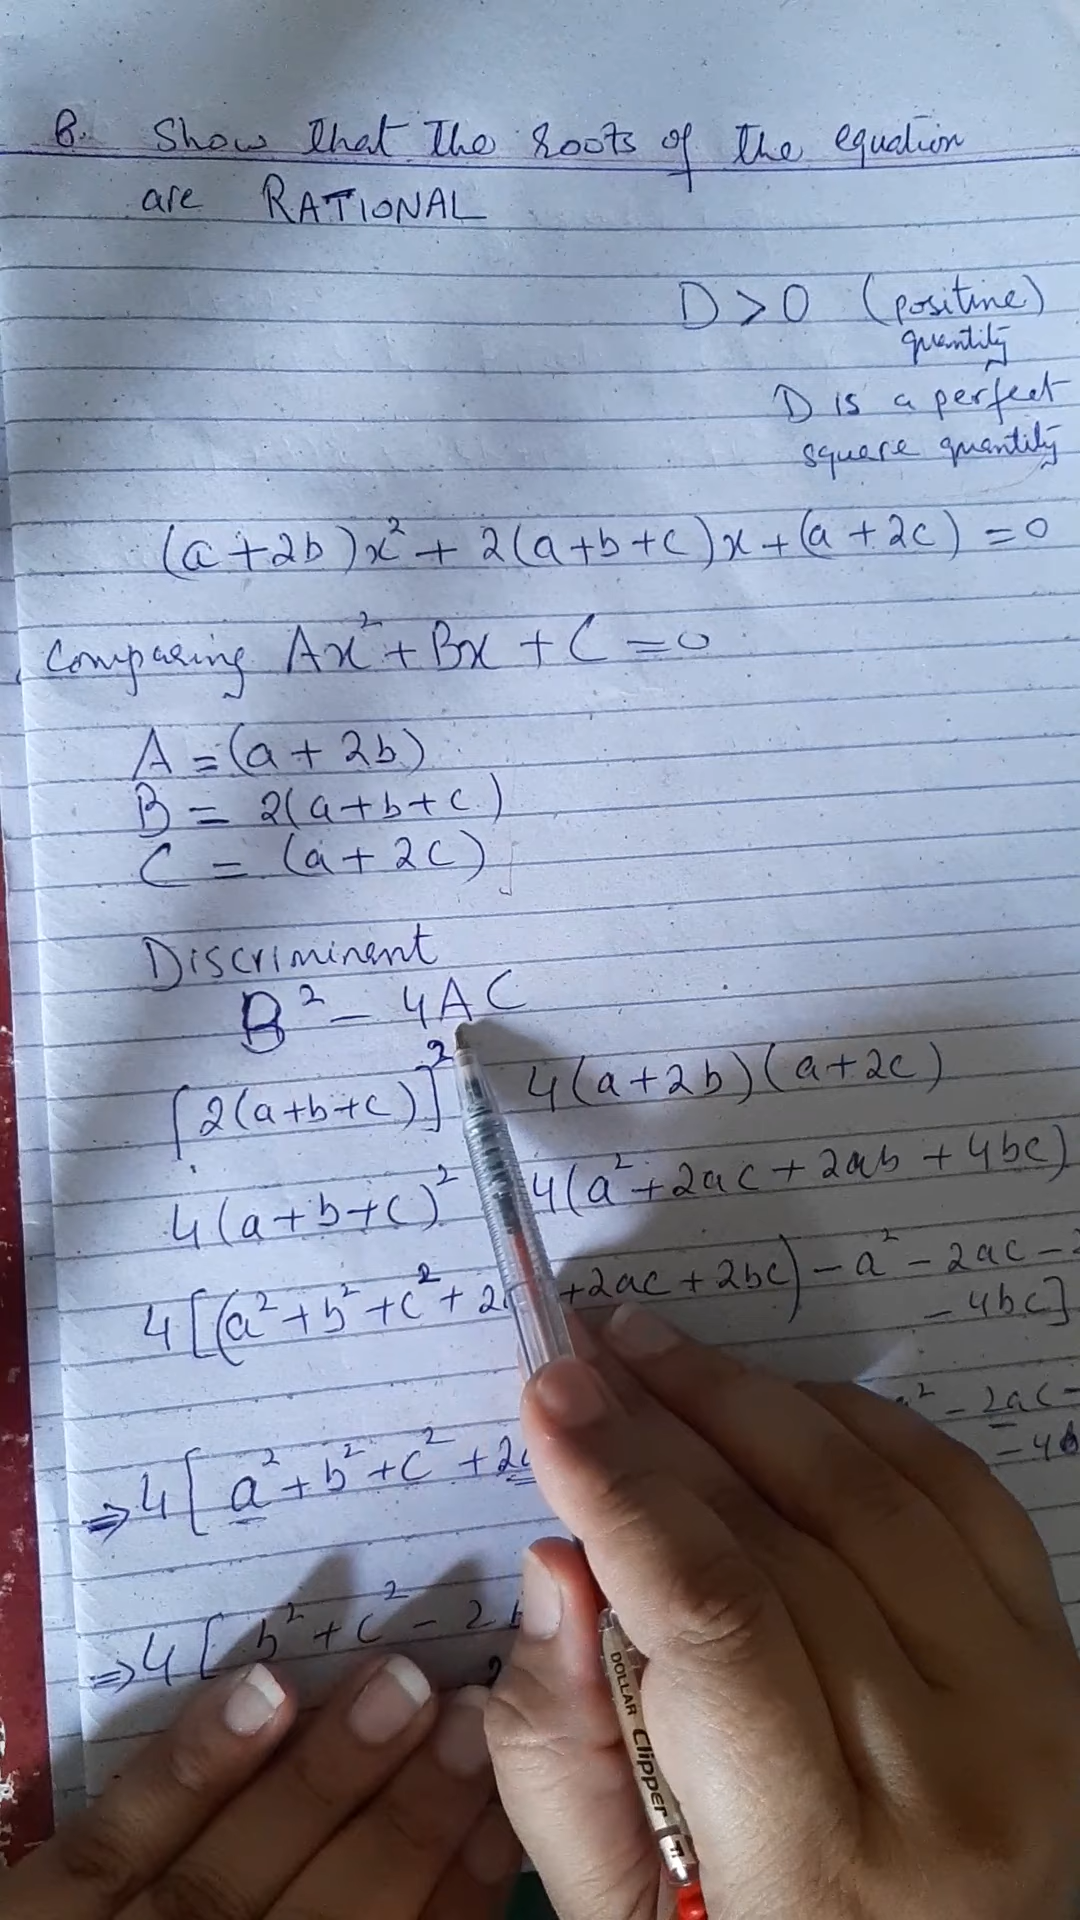 8. Show that the roots of the equation
are RATIONAL
D > 0 (positive)
quantity
D is a perfect
square quantity
(a+2b)x²+ 2(a+b+c)x+(a+2c) = 0
Comparing Ax²+Bx + C = 0
A = (a + 2b)
B = 2(a+b+c)
C = (a + 2c)
Discriminant
B² - 4AC
[2(a+b+c)]² 4(a+2b)(a+2c)
4(a+b+c)² 4(a²+2ac+2ab+4bc)
4[(a²+b²+c²+2 +2ac+2bc)-a²-2ac-
-4bc]
⇒4[a²+b²+c²+2 ² - 2ac-
-4b
⇒4[b²+c²-2b
DOLLAR Clipper